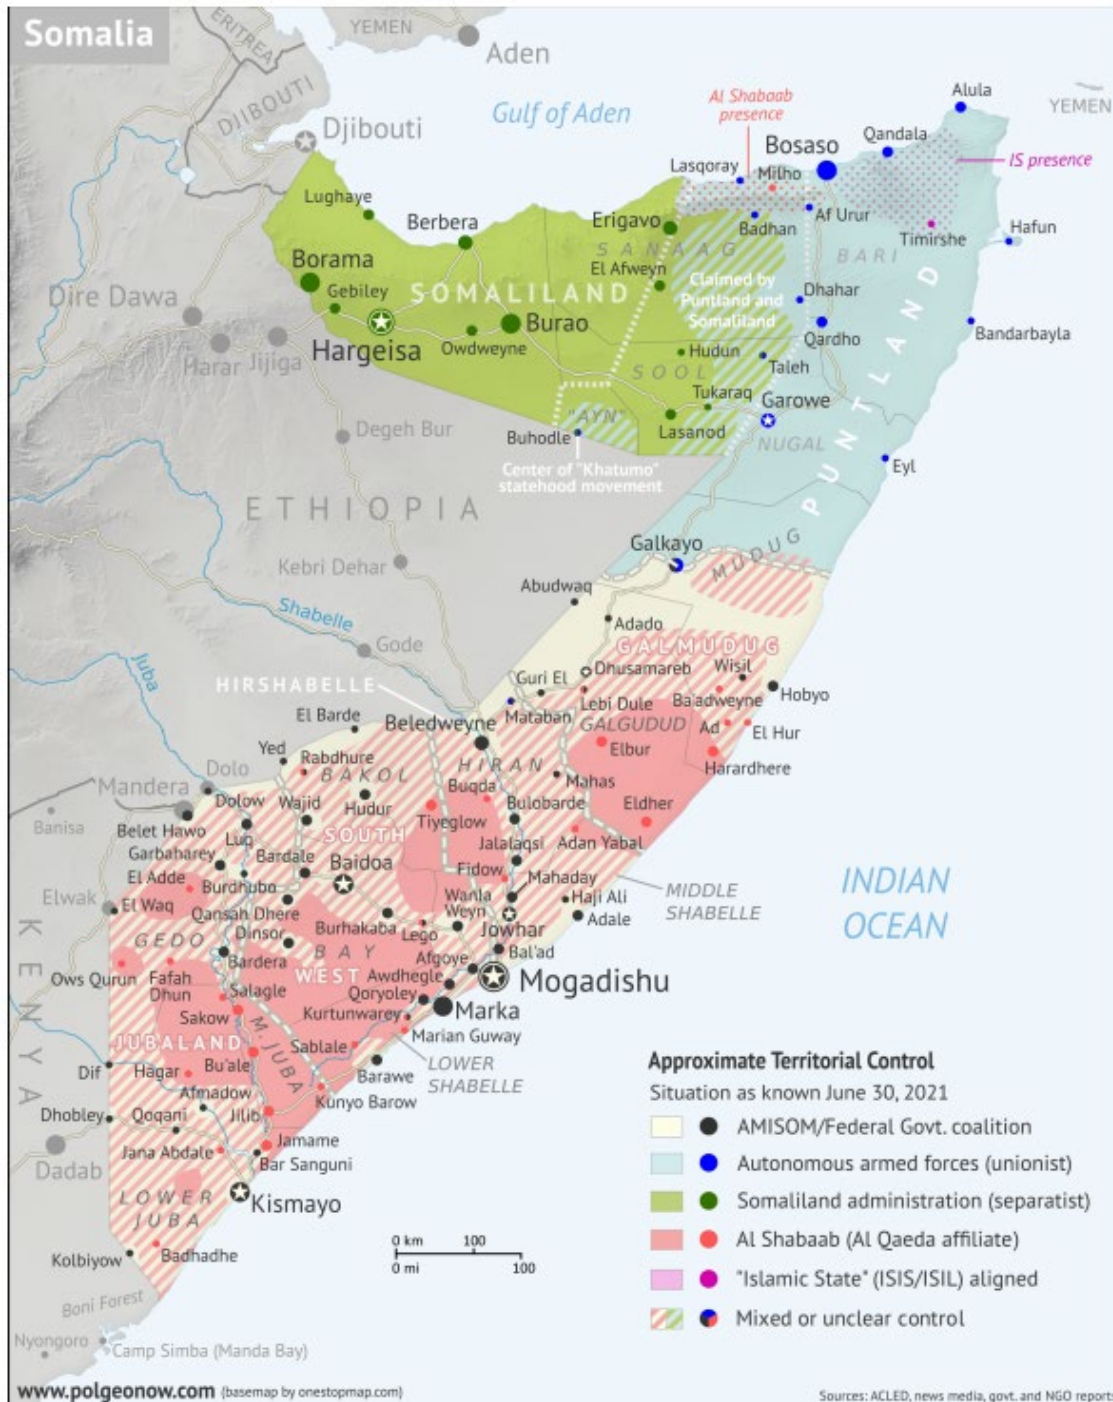 Somalia
ERITREA
YEMEN
Aden
DJIBOUTI
Djibouti
Gulf of Aden
Al Shabaab
presence
Alula
YEMEN
Bosaso
Qandala
Lasqoray
Milho
IS presence
Lughaye
Berbera
Erigavo
Badhan
Af Urur
Timirshe
Hafun
SANAAG
BARI
Borama
El Afweyn
Claimed by
Puntland and
Somaliland
Gebiley
SOMALILAND
Dhahar
Dire Dawa
Burao
Bandarbayla
Hargeisa
Owdweyne
Qardho
Harar
Jijiga
Hudun
Taleh
SOOL
PUNTLAND
Tukaraq
Garowe
"AYN"
Lasanod
NUGAL
Degeh Bur
Buhodle
Center of "Khatumo"
statehood movement
Eyl
ETHIOPIA
Galkayo
MUDUG
Kebri Dehar
Abudwaq
Shabelle
Adado
Gode
GALMUDUG
Juba
Guri El
Dhusamareb
Wisil
HIRSHABELLE
Lebi Dule
Ba'adweyne
Hobyo
El Barde
Beledweyne
Mataban
GALGUDUD
Ad
El Hur
Yed
Elbur
Harardhere
Dolo
Rabdhure
BAKOL
HIRAN
Mahas
Mandera
Buqda
Dolow
Wajid
Hudur
Bulobarde
Eldher
Banisa
Tiyeglow
Belet Hawo
Luq
SOUTH
Jalalaqsi
Adan Yabal
Garbaharey
Bardale
Baidoa
Fidow
Mahaday
El Adde
Burdhubo
Wanla
Weyn
Haji Ali
MIDDLE
SHABELLE
INDIAN
OCEAN
Elwak
El Waq
Qansah Dhere
Burhakaba
Lego
Jowhar
Adale
KENYA
GEDO
Dinsor
BAY
Bal'ad
Bardera
Afgoye
Ows Qurun
Fafah
Dhun
WEST
Awdhegle
Mogadishu
Salagle
Qoryoley
Sakow
Kurtunwarey
Marka
JUBALAND
M. JUBA
Marian Guway
Sablale
Bu'ale
LOWER
SHABELLE
Dif
Hagar
Barawe
Afmadow
Kunyo Barow
Dhobley
Qoqani
Jilib
Jamame
Dadab
Jana Abdale
Bar Sanguni
LOWER
JUBA
Kismayo
Kolbiyow
Badhadhe
Boni Forest
Nyongoro
Camp Simba (Manda Bay)
0 km 100
0 mi 100
Approximate Territorial Control
Situation as known June 30, 2021
AMISOM/Federal Govt. coalition
Autonomous armed forces (unionist)
Somaliland administration (separatist)
Al Shabaab (Al Qaeda affiliate)
"Islamic State" (ISIS/ISIL) aligned
Mixed or unclear control
www.polgeonow.com (basemap by onestopmap.com)
Sources: ACLED, news media, govt. and NGO reports